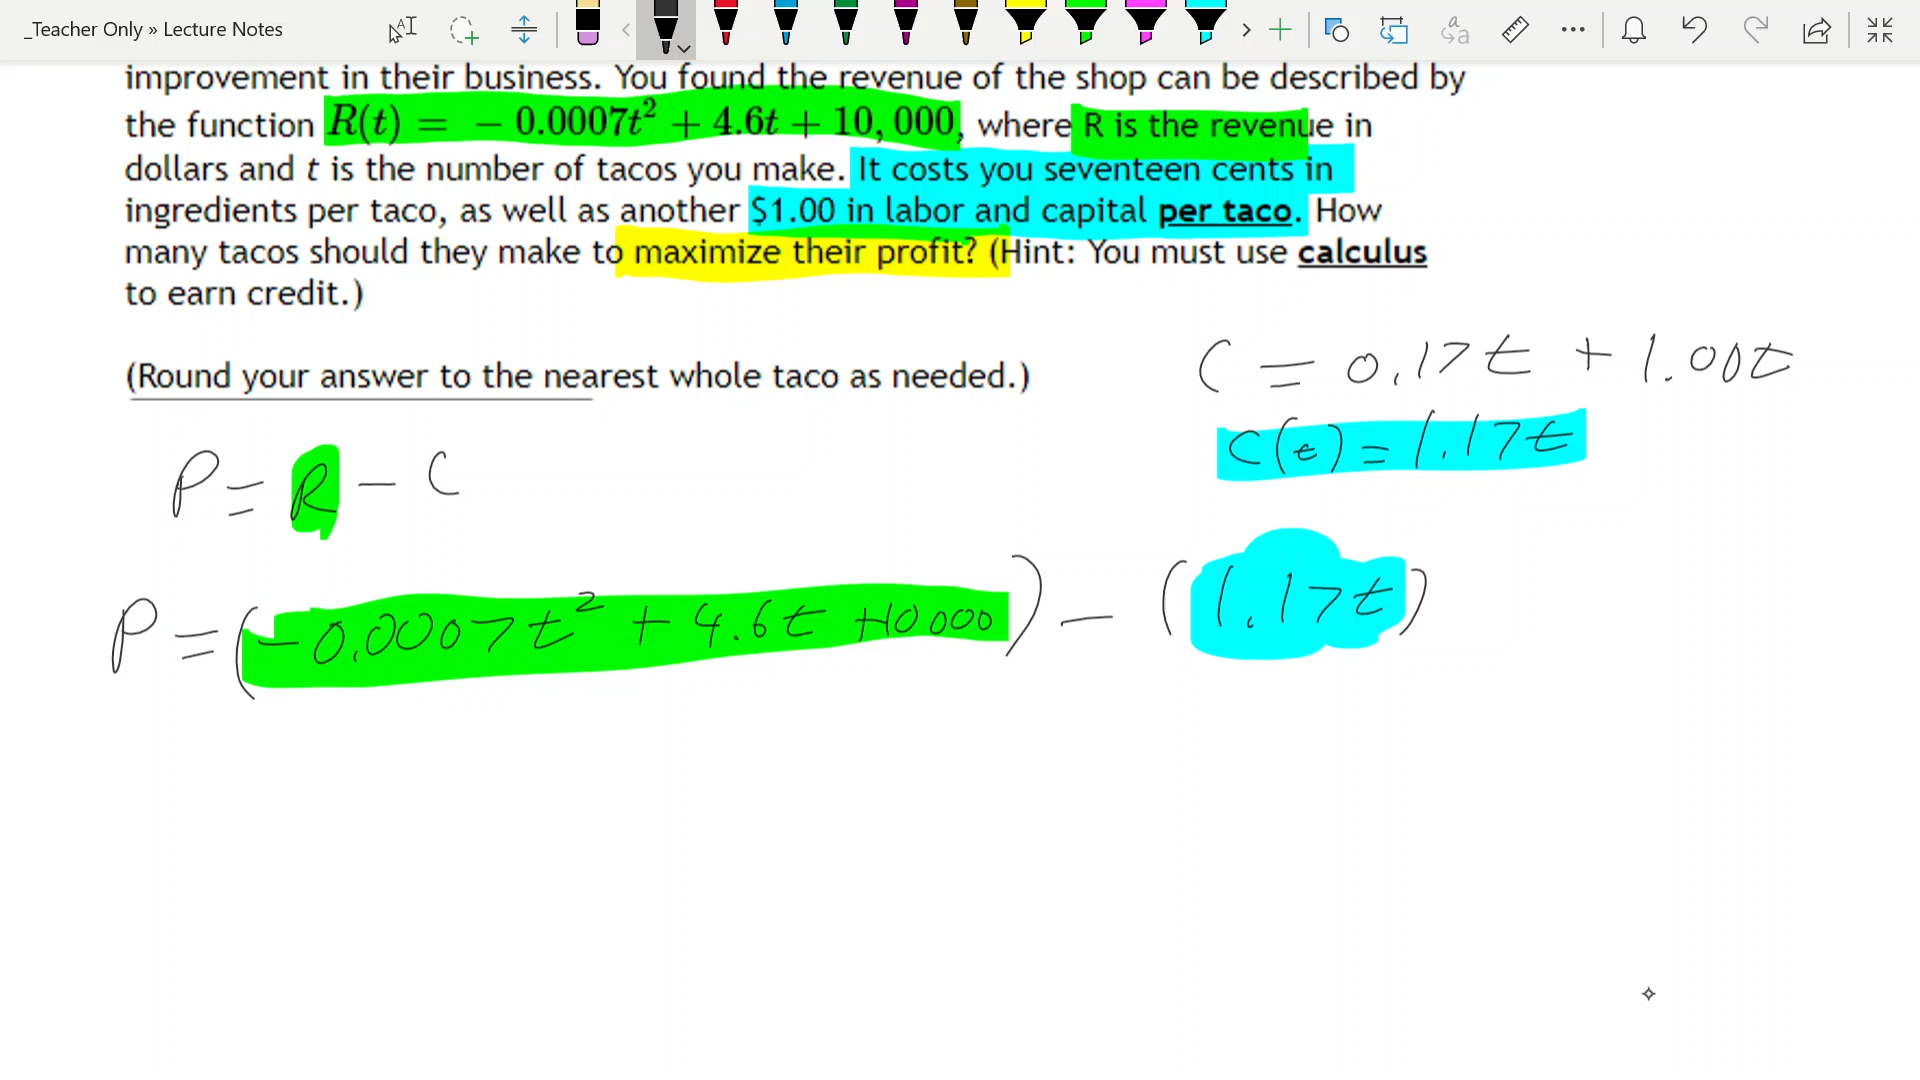 _Teacher Only » Lecture Notes
improvement in their business. You found the revenue of the shop can be described by
the function R(t) = − 0.0007t² + 4.6t + 10, 000, where R is the revenue in
dollars and t is the number of tacos you make. It costs you seventeen cents in
ingredients per taco, as well as another $1.00 in labor and capital per taco. How
many tacos should they make to maximize their profit? (Hint: You must use calculus
to earn credit.)
(Round your answer to the nearest whole taco as needed.)
C = 0.17t + 1.00t
C(t) = 1.17t
P = R − C
P = (−0.0007t² + 4.6t +10000) − (1.17t)